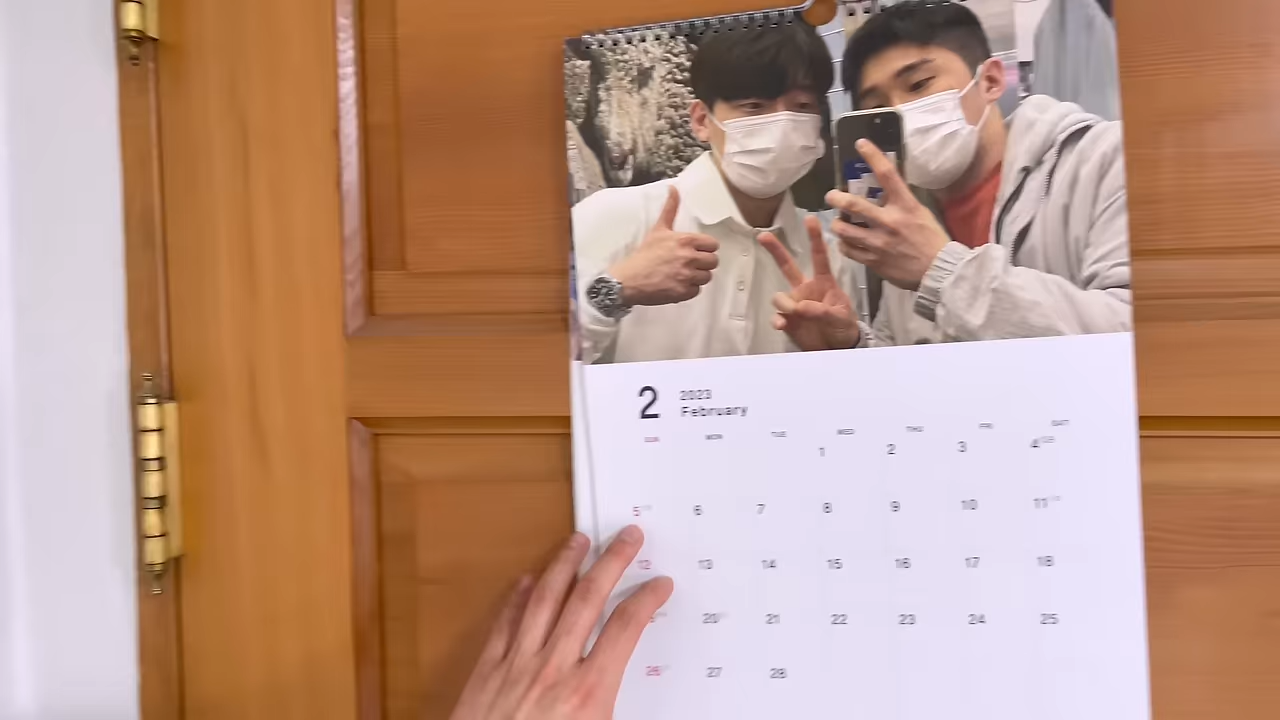 2 2023
February
SUN MON TUE WED THU FRI SAT
1 2 3 4
5 6 7 8 9 10 11
12 13 14 15 16 17 18
20 21 22 23 24 25
26 27 28